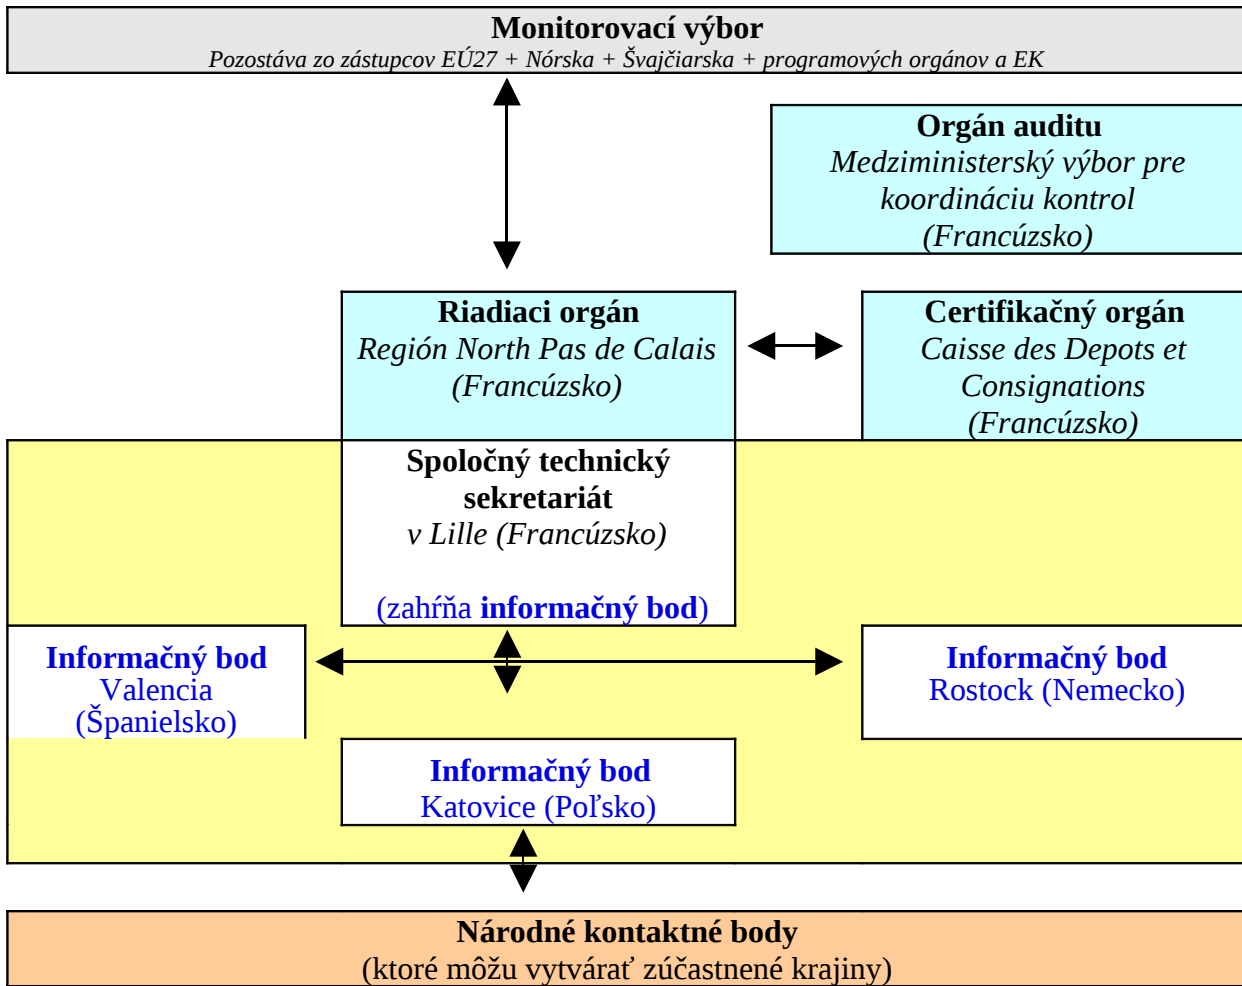 Monitorovací výbor
Pozostáva zo zástupcov EÚ27 + Nórska + Švajčiarska + programových orgánov a EK
Orgán auditu
Medziministerský výbor pre
koordináciu kontrol
(Francúzsko)
Riadiaci orgán
Región North Pas de Calais
(Francúzsko)
Certifikačný orgán
Caisse des Depots et
Consignations
(Francúzsko)
Spoločný technický
sekretariát
v Lille (Francúzsko)
(zahŕňa informačný bod)
Informačný bod
Valencia
(Španielsko)
Informačný bod
Rostock (Nemecko)
Informačný bod
Katovice (Poľsko)
Národné kontaktné body
(ktoré môžu vytvárať zúčastnené krajiny)